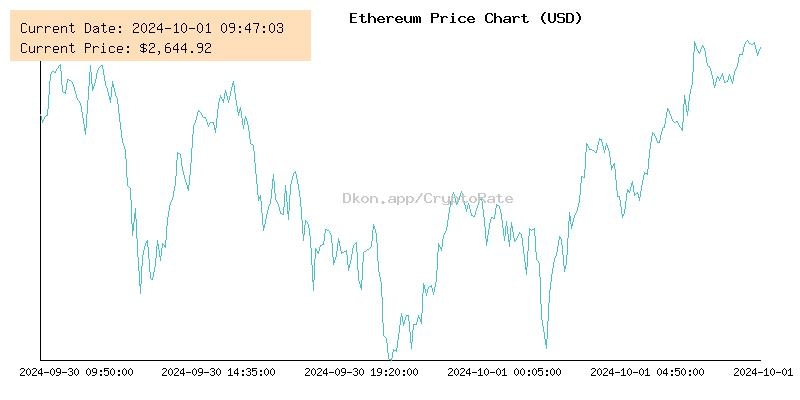 Ethereum Price Chart (USD)
Current Date: 2024-10-01 09:47:03
Current Price: $2,644.92
Dkon.app/CryptoRate
2024-09-30 09:50:00 2024-09-30 14:35:00 2024-09-30 19:20:00 2024-10-01 00:05:00 2024-10-01 04:50:00 2024-10-01